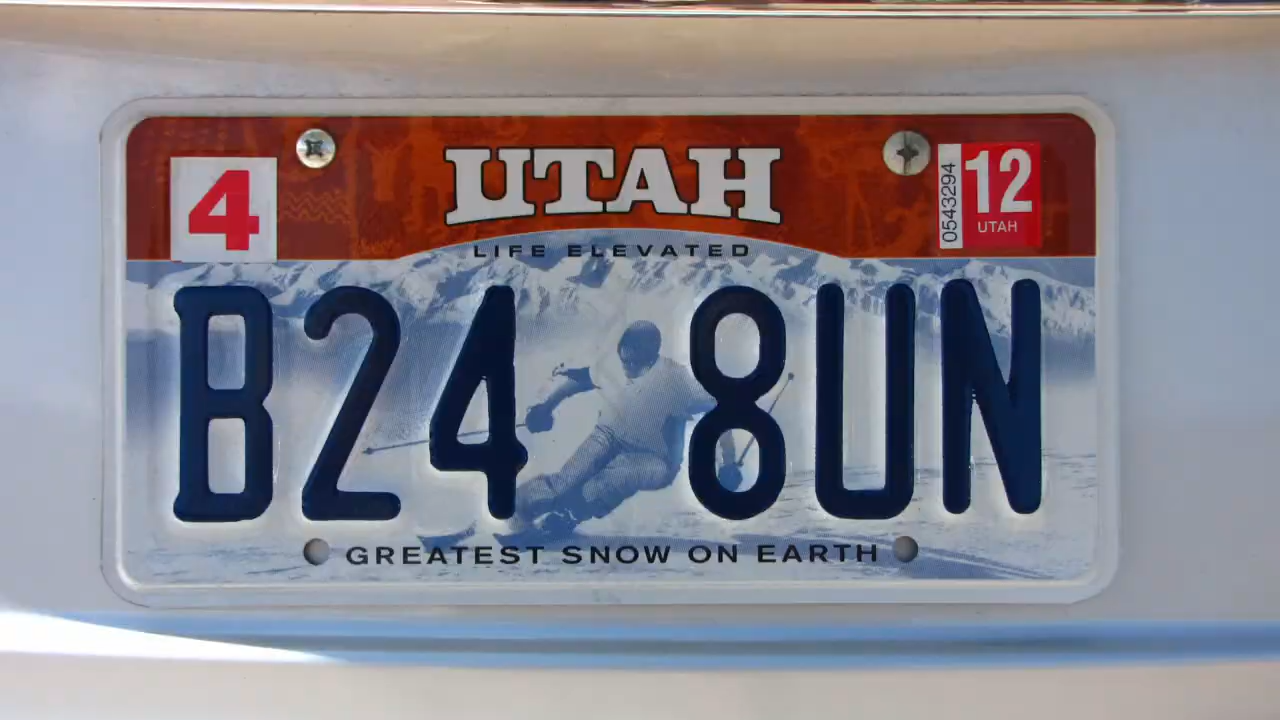 UTAH
4
0543294
12
UTAH
LIFE ELEVATED
B24 8UN
GREATEST SNOW ON EARTH